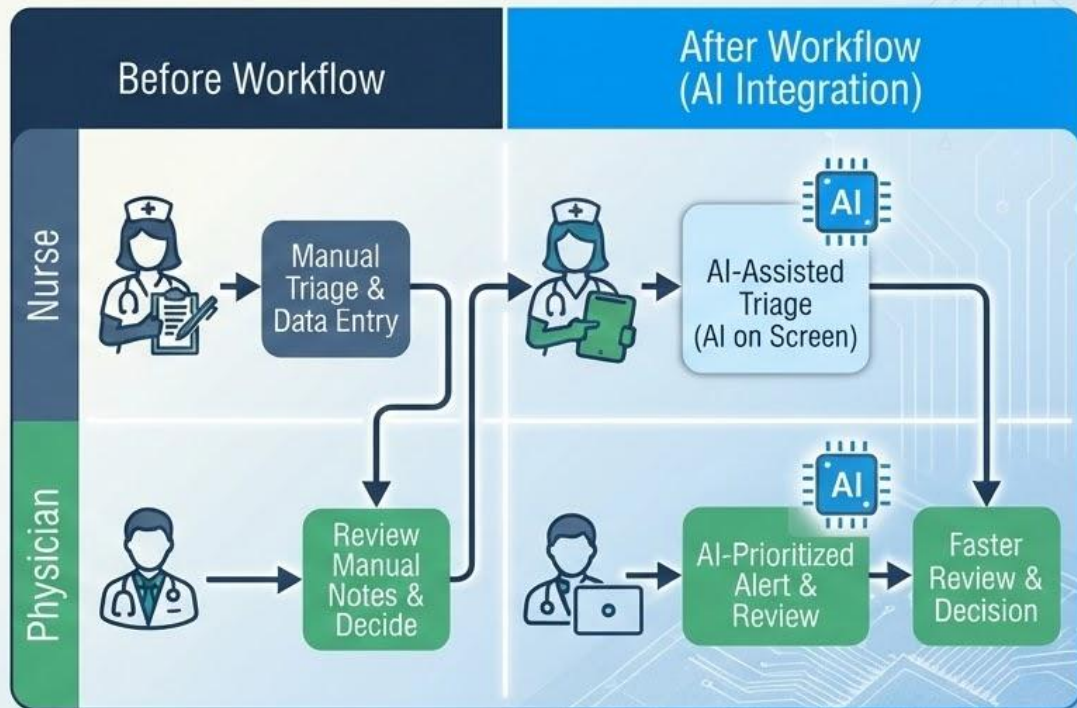 Before Workflow
After Workflow
(AI Integration)
Nurse
Manual
Triage &
Data Entry
AI
AI-Assisted
Triage
(AI on Screen)
Physician
Review
Manual
Notes &
Decide
AI
AI-Prioritized
Alert &
Review
Faster
Review &
Decision